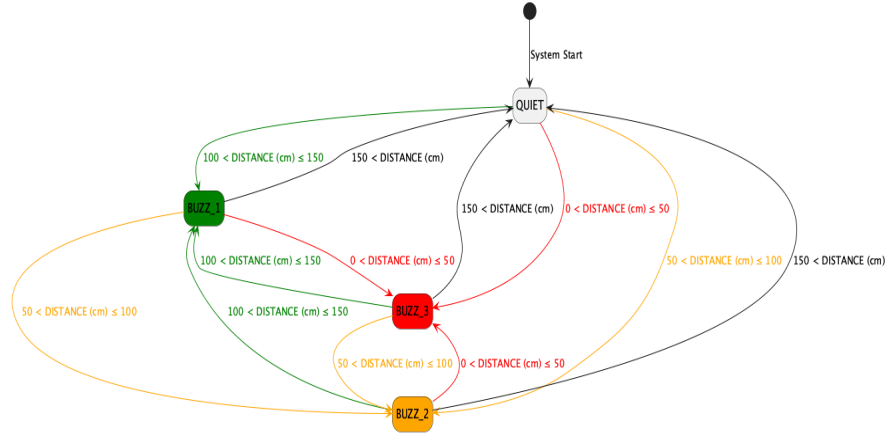 System Start
QUIET
100 < DISTANCE (cm) ≤ 150
150 < DISTANCE (cm)
BUZZ_1
150 < DISTANCE (cm)
0 < DISTANCE (cm) ≤ 50
100 < DISTANCE (cm) ≤ 150
0 < DISTANCE (cm) ≤ 50
50 < DISTANCE (cm) ≤ 100
150 < DISTANCE (cm)
50 < DISTANCE (cm) ≤ 100
100 < DISTANCE (cm) ≤ 150
BUZZ_3
50 < DISTANCE (cm) ≤ 100
0 < DISTANCE (cm) ≤ 50
BUZZ_2